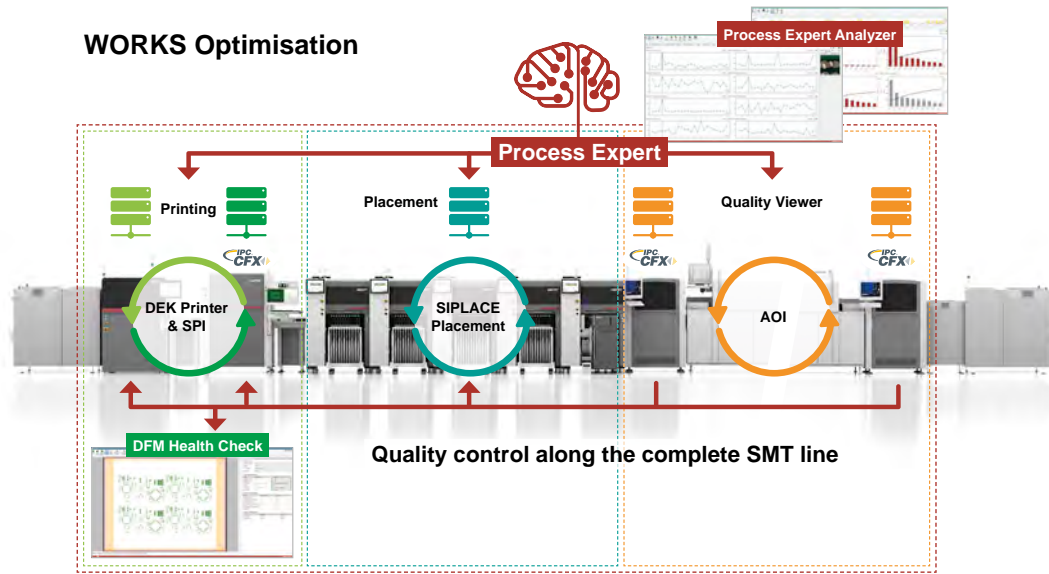 WORKS Optimisation
Process Expert Analyzer
Process Expert
Printing
Placement
Quality Viewer
IPC
CFX
IPC
CFX
IPC
CFX
DEK Printer
& SPI
SIPLACE
Placement
AOI
DFM Health Check
Quality control along the complete SMT line